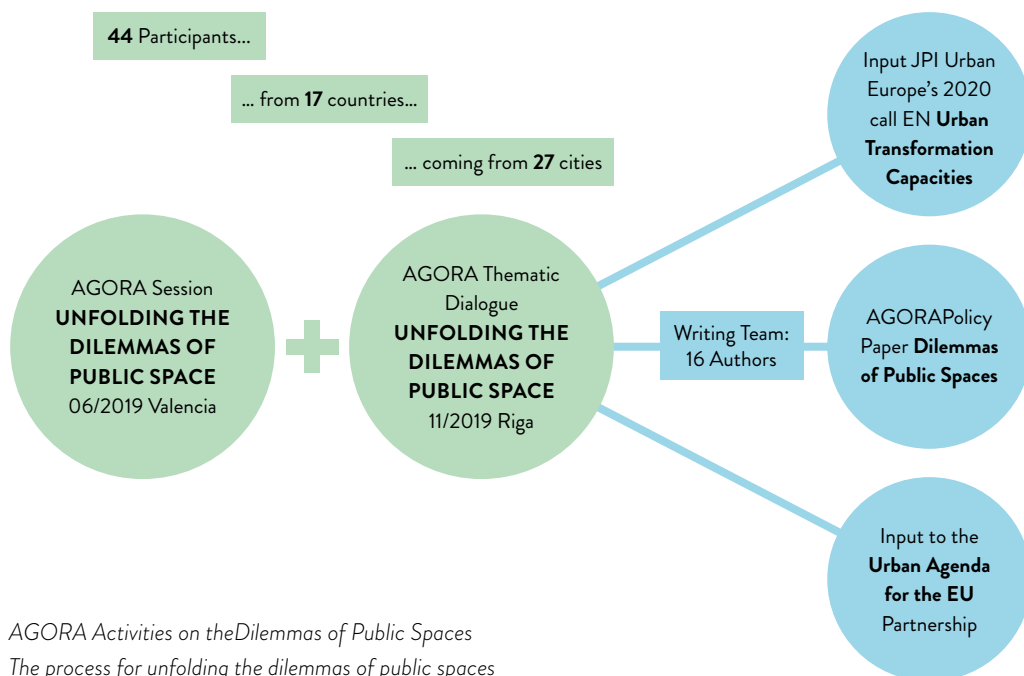 44 Participants...
... from 17 countries...
... coming from 27 cities
AGORA Session
UNFOLDING THE
DILEMMAS OF
PUBLIC SPACE
06/2019 Valencia
AGORA Thematic
Dialogue
UNFOLDING THE
DILEMMAS OF
PUBLIC SPACE
11/2019 Riga
Writing Team:
16 Authors
Input JPI Urban
Europe's 2020
call EN Urban
Transformation
Capacities
AGORAPolicy
Paper Dilemmas
of Public Spaces
Input to the
Urban Agenda
for the EU
Partnership
AGORA Activities on theDilemmas of Public Spaces
The process for unfolding the dilemmas of public spaces